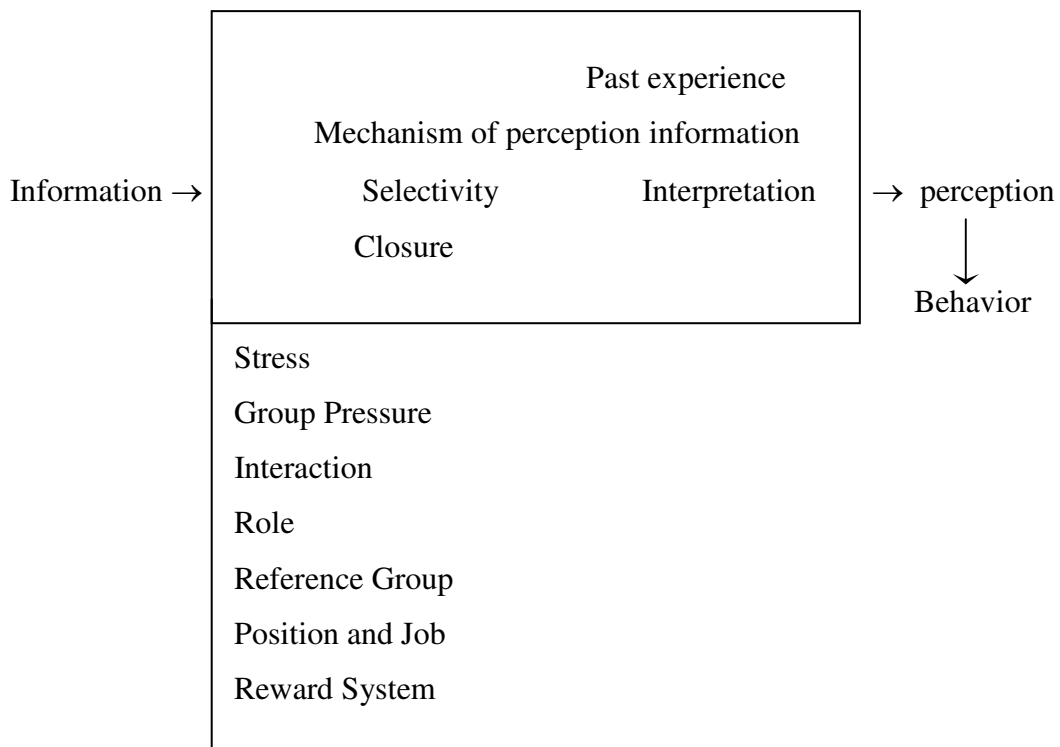 Past experience
Mechanism of perception information
Information → Selectivity Interpretation → perception
Closure
Behavior
Stress
Group Pressure
Interaction
Role
Reference Group
Position and Job
Reward System